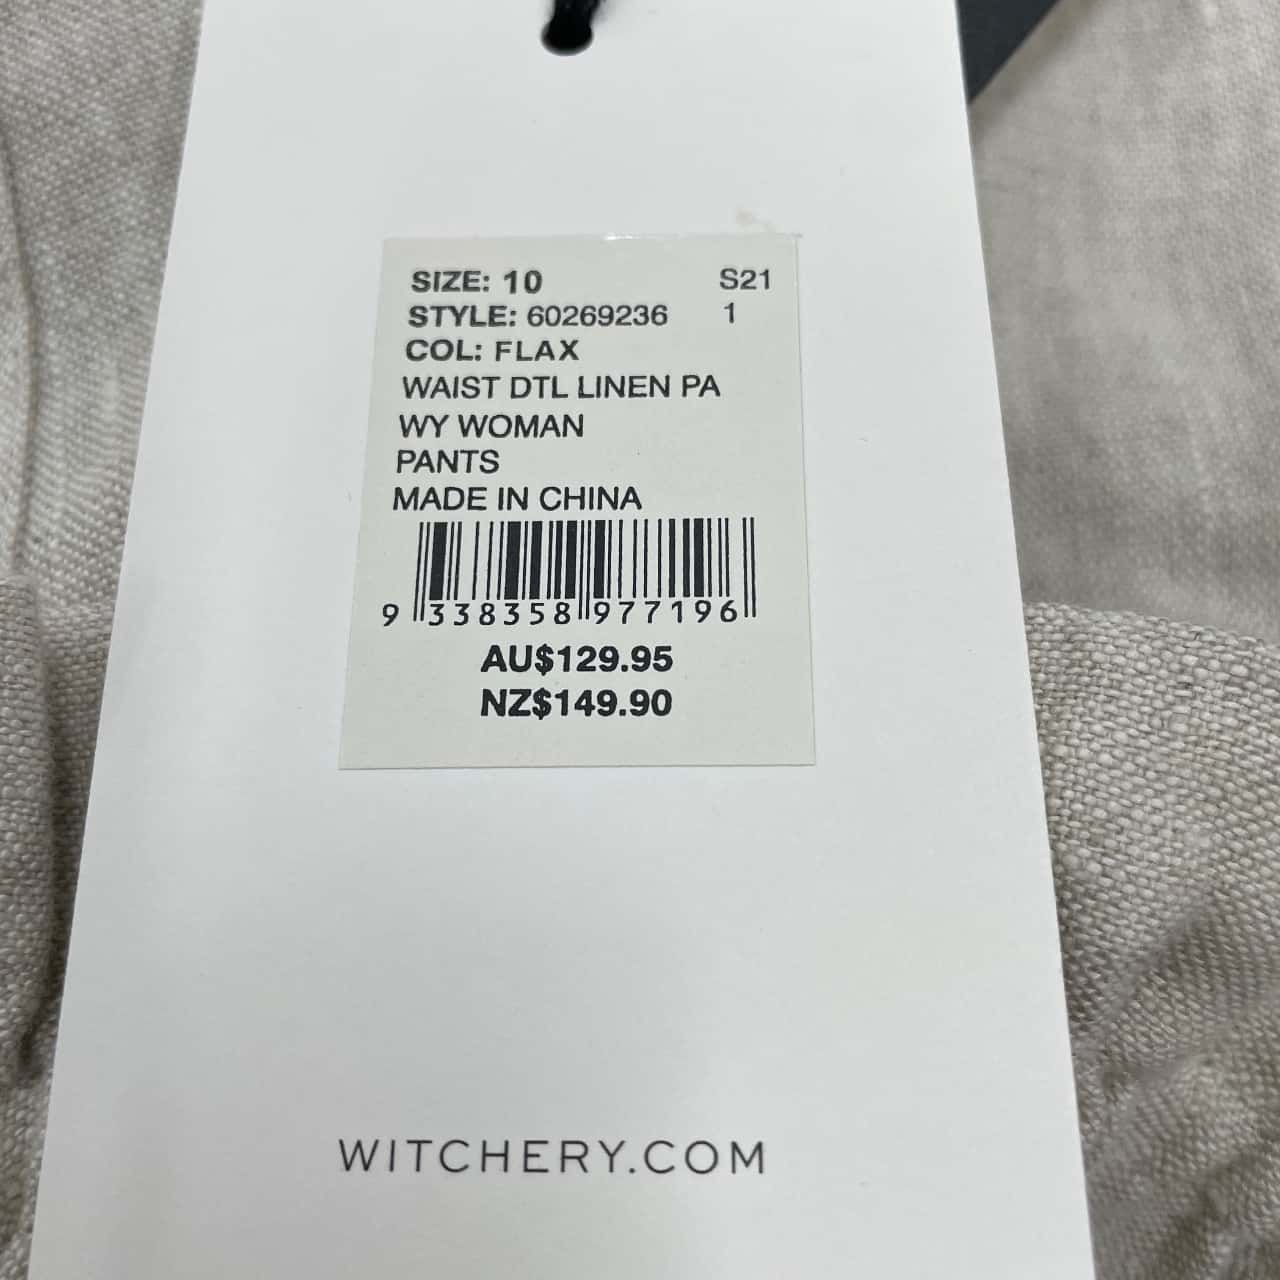 SIZE: 10 S21
STYLE: 60269236 1
COL: FLAX
WAIST DTL LINEN PA
WY WOMAN
PANTS
MADE IN CHINA
9 338358 977196
AU$129.95
NZ$149.90
WITCHERY.COM